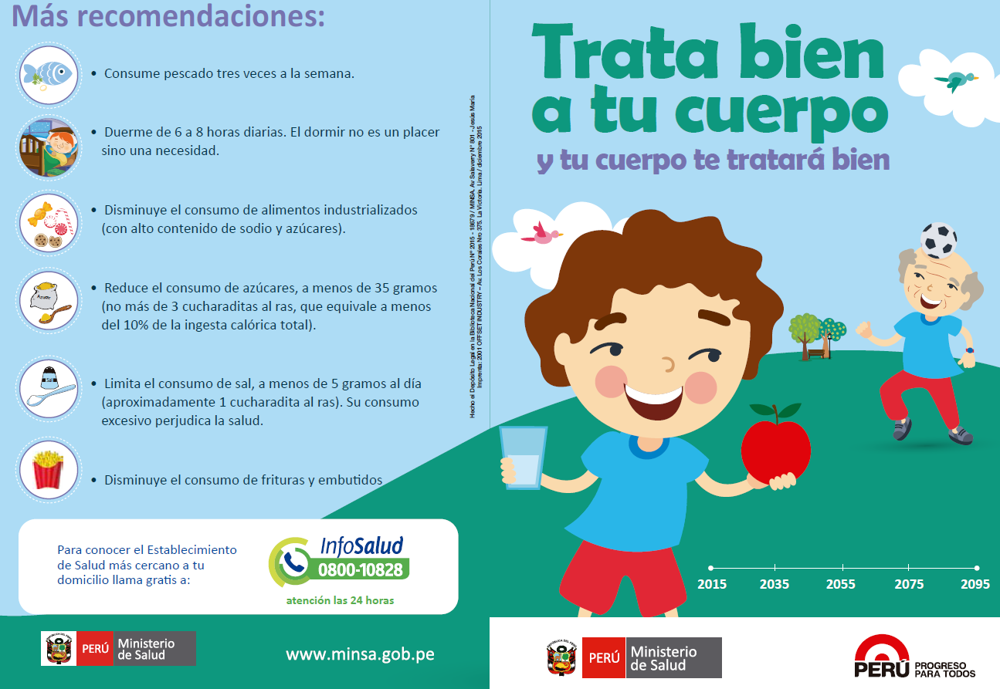 Más recomendaciones:
• Consume pescado tres veces a la semana.
• Duerme de 6 a 8 horas diarias. El dormir no es un placer
sino una necesidad.
• Disminuye el consumo de alimentos industrializados
(con alto contenido de sodio y azúcares).
Azucar
• Reduce el consumo de azúcares, a menos de 35 gramos
(no más de 3 cucharaditas al ras, que equivale a menos
del 10% de la ingesta calórica total).
Sal
• Limita el consumo de sal, a menos de 5 gramos al día
(aproximadamente 1 cucharadita al ras). Su consumo
excesivo perjudica la salud.
• Disminuye el consumo de frituras y embutidos
Para conocer el Establecimiento
de Salud más cercano a tu
domicilio llama gratis a:
InfoSalud
0800-10828
atención las 24 horas
PERÚ
Ministerio
de Salud
www.minsa.gob.pe
Hecho el Depósito Legal en la Biblioteca Nacional del Perú Nº 2015 - 18679 / MINSA, Av Salaverry N° 801 - Jesús María
Imprenta: 2001 OFFSET INDUSTRY – Av. Los Corales Nro 375. La Victoria. Lima / diciembre 2015
Trata bien
a tu cuerpo
y tu cuerpo te tratará bien
2015 2035 2055 2075 2095
PERÚ
Ministerio
de Salud
PERÚ
PROGRESO
PARA TODOS